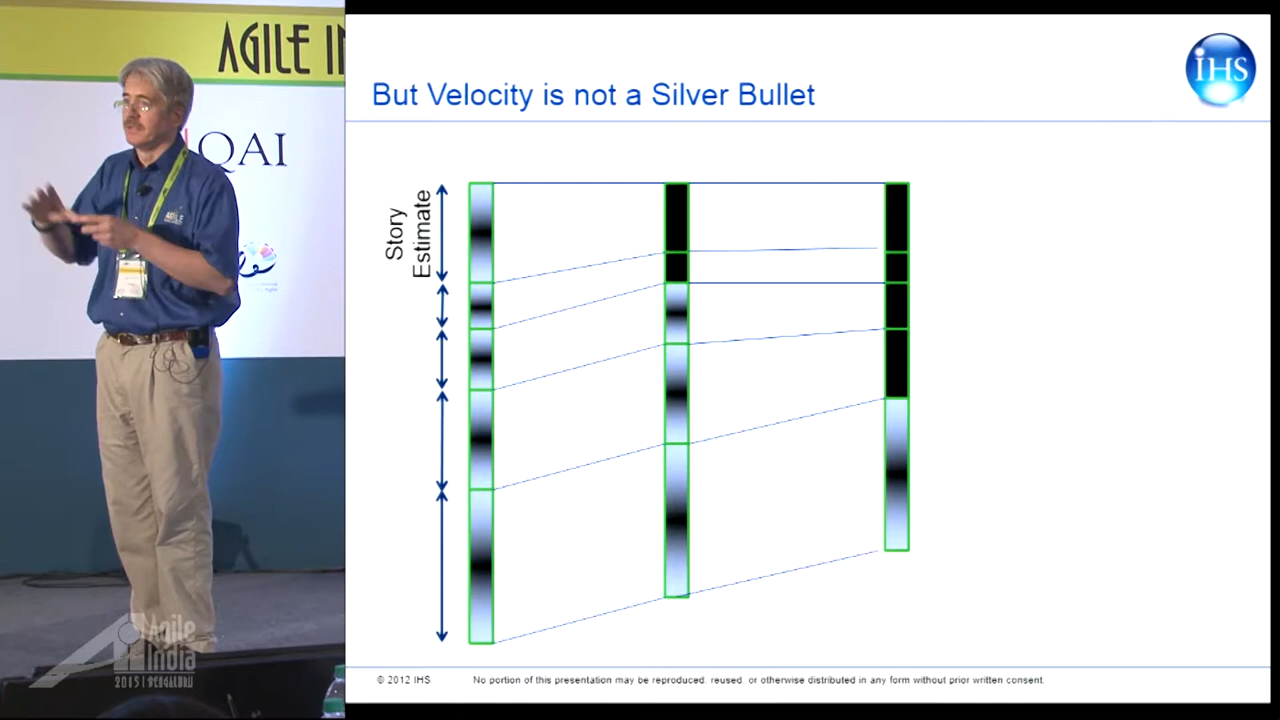 AGILE IN
QAI
AGILE
But Velocity is not a Silver Bullet
IHS
Story
Estimate
© 2012 IHS
No portion of this presentation may be reproduced, reused, or otherwise distributed in any form without prior written consent.
Agile
India
2015 | BENGALURU